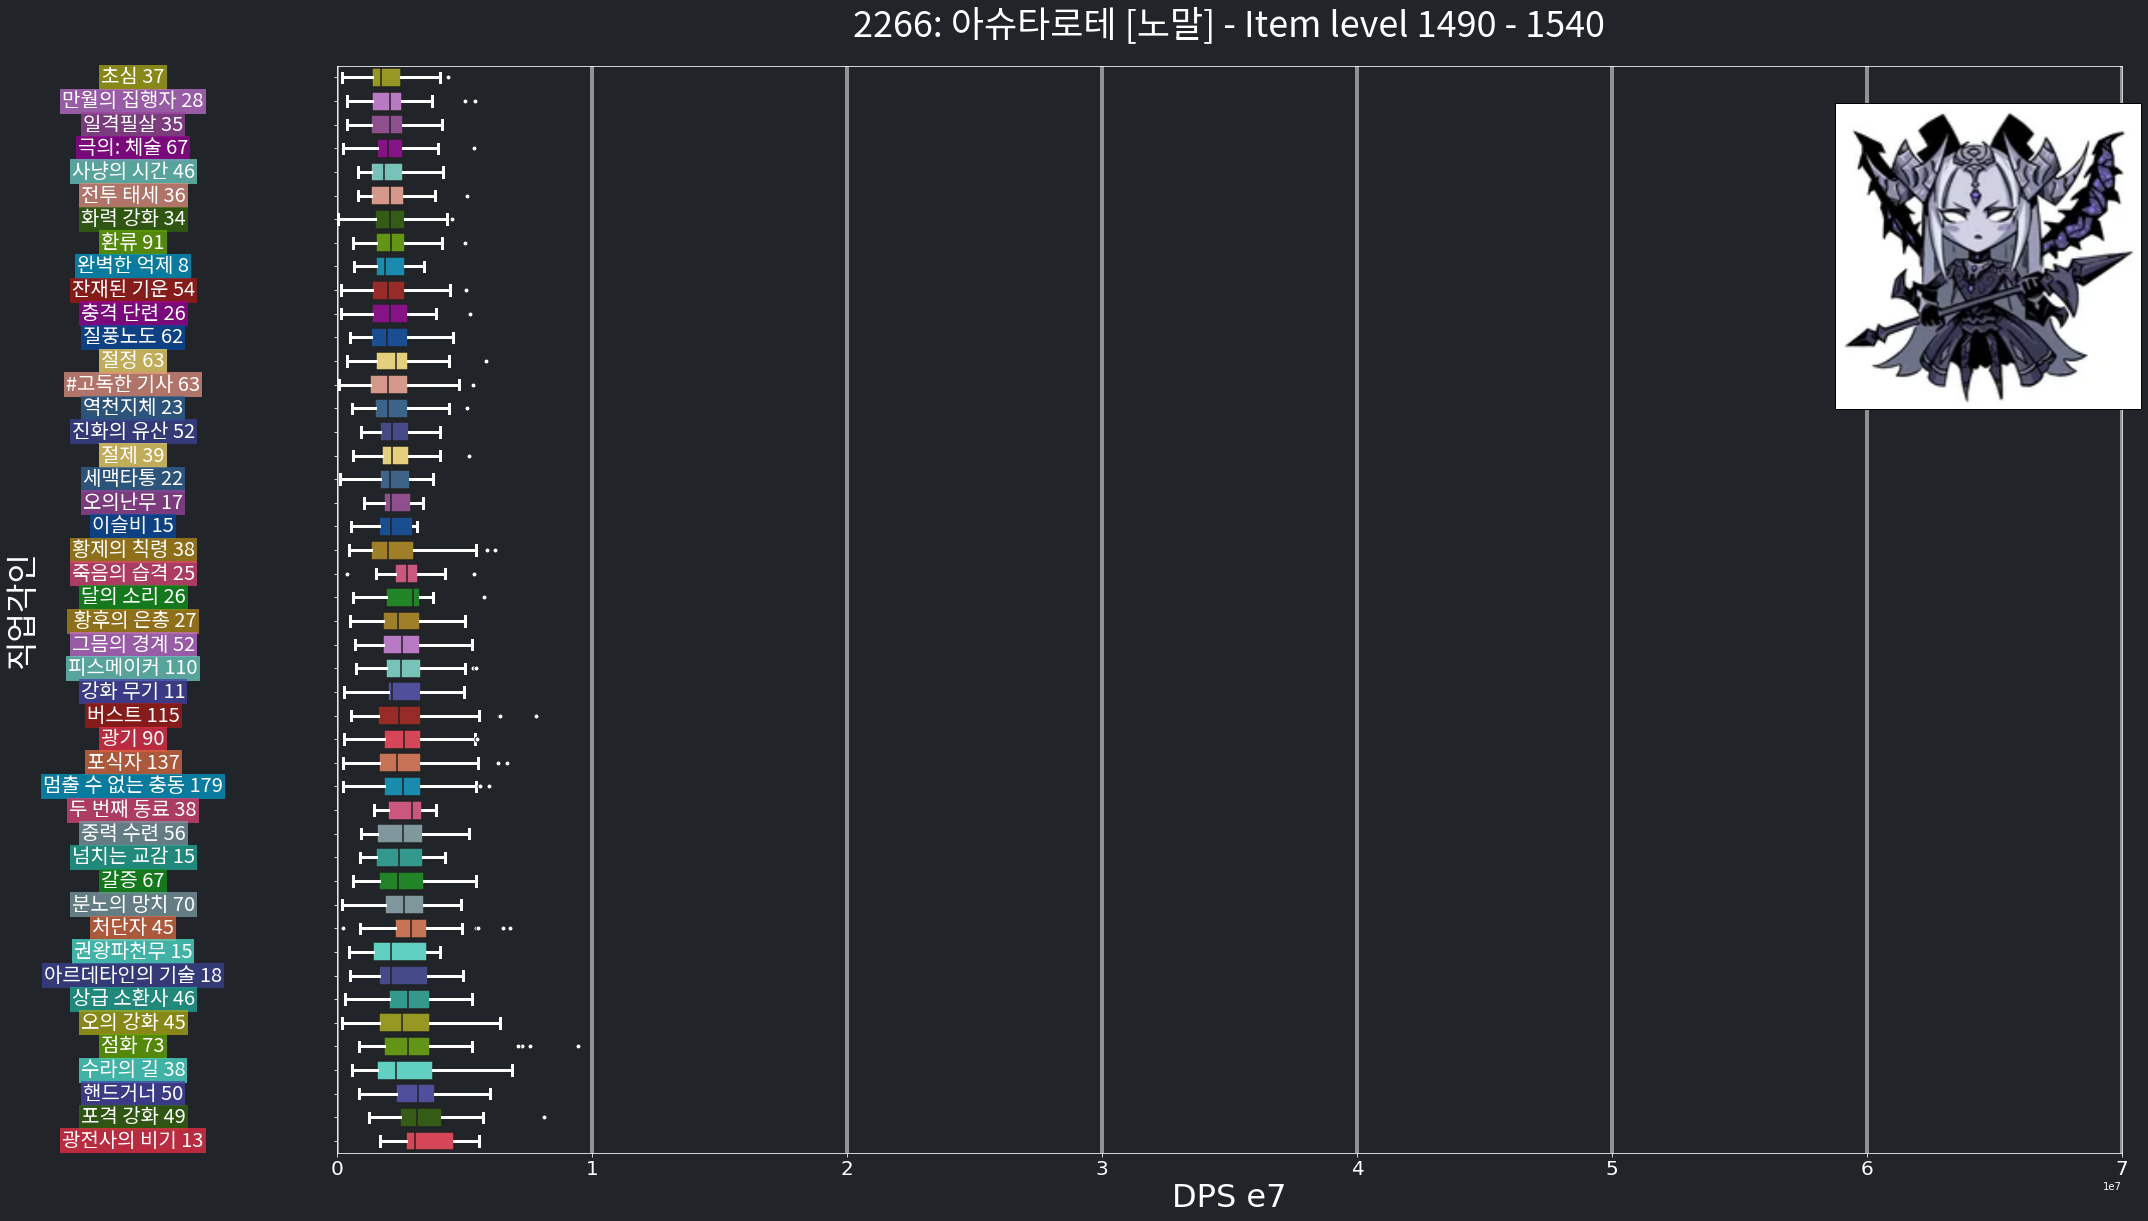 2266: 아슈타로테 [노말] - Item level 1490 - 1540
초심 37
만월의 집행자 28
일격필살 35
극의: 체술 67
사냥의 시간 46
전투 태세 36
화력 강화 34
환류 91
완벽한 억제 8
잔재된 기운 54
충격 단련 26
질풍노도 62
절정 63
#고독한 기사 63
역천지체 23
진화의 유산 52
절제 39
세맥타통 22
오의난무 17
이슬비 15
황제의 칙령 38
죽음의 습격 25
달의 소리 26
황후의 은총 27
그믐의 경계 52
피스메이커 110
강화 무기 11
버스트 115
광기 90
포식자 137
멈출 수 없는 충동 179
두 번째 동료 38
중력 수련 56
넘치는 교감 15
갈증 67
분노의 망치 70
처단자 45
권왕파천무 15
아르데타인의 기술 18
상급 소환사 46
오의 강화 45
점화 73
수라의 길 38
핸드거너 50
포격 강화 49
광전사의 비기 13
직업각인
0 1 2 3 4 5 6 7
1e7
DPS e7